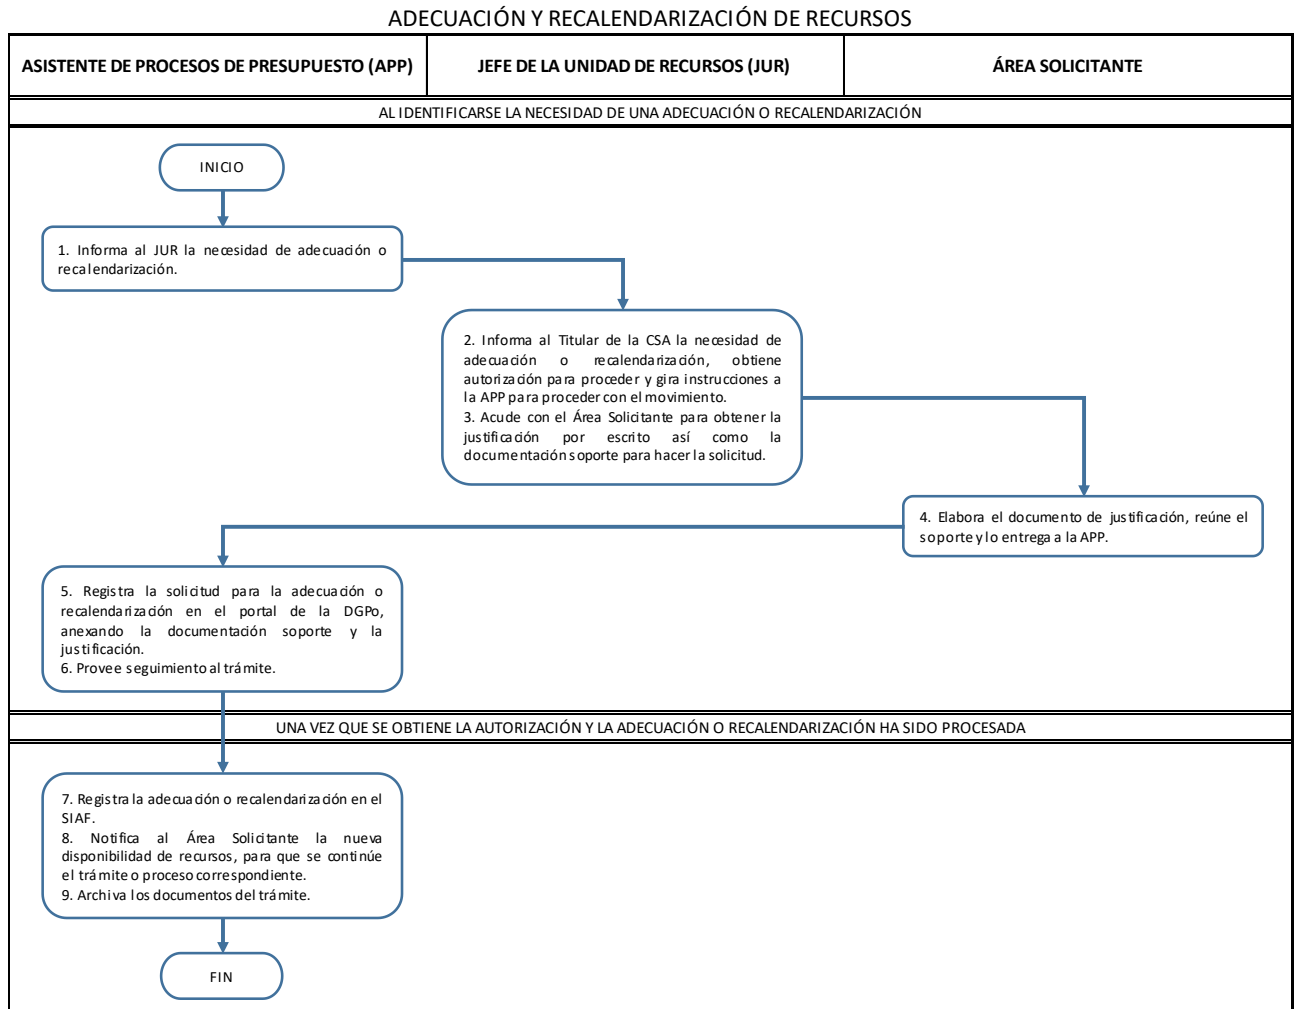 ADECUACIÓN Y RECALENDARIZACIÓN DE RECURSOS
ASISTENTE DE PROCESOS DE PRESUPUESTO (APP)
JEFE DE LA UNIDAD DE RECURSOS (JUR)
ÁREA SOLICITANTE
AL IDENTIFICARSE LA NECESIDAD DE UNA ADECUACIÓN O RECALENDARIZACIÓN
INICIO
1. Informa al JUR la necesidad de adecuación o
recalendarización.
2. Informa al Titular de la CSA la necesidad de
adecuación o recalendarización, obtiene
autorización para proceder y gira instrucciones a
la APP para proceder con el movimiento.
3. Acude con el Área Solicitante para obtener la
justificación por escrito así como la
documentación soporte para hacer la solicitud.
4. Elabora el documento de justificación, reúne el
soporte y lo entrega a la APP.
5. Registra la solicitud para la adecuación o
recalendarización en el portal de la DGPo,
anexando la documentación soporte y la
justificación.
6. Provee seguimiento al trámite.
UNA VEZ QUE SE OBTIENE LA AUTORIZACIÓN Y LA ADECUACIÓN O RECALENDARIZACIÓN HA SIDO PROCESADA
7. Registra la adecuación o recalendarización en el
SIAF.
8. Notifica al Área Solicitante la nueva
disponibilidad de recursos, para que se continúe
el trámite o proceso correspondiente.
9. Archiva los documentos del trámite.
FIN